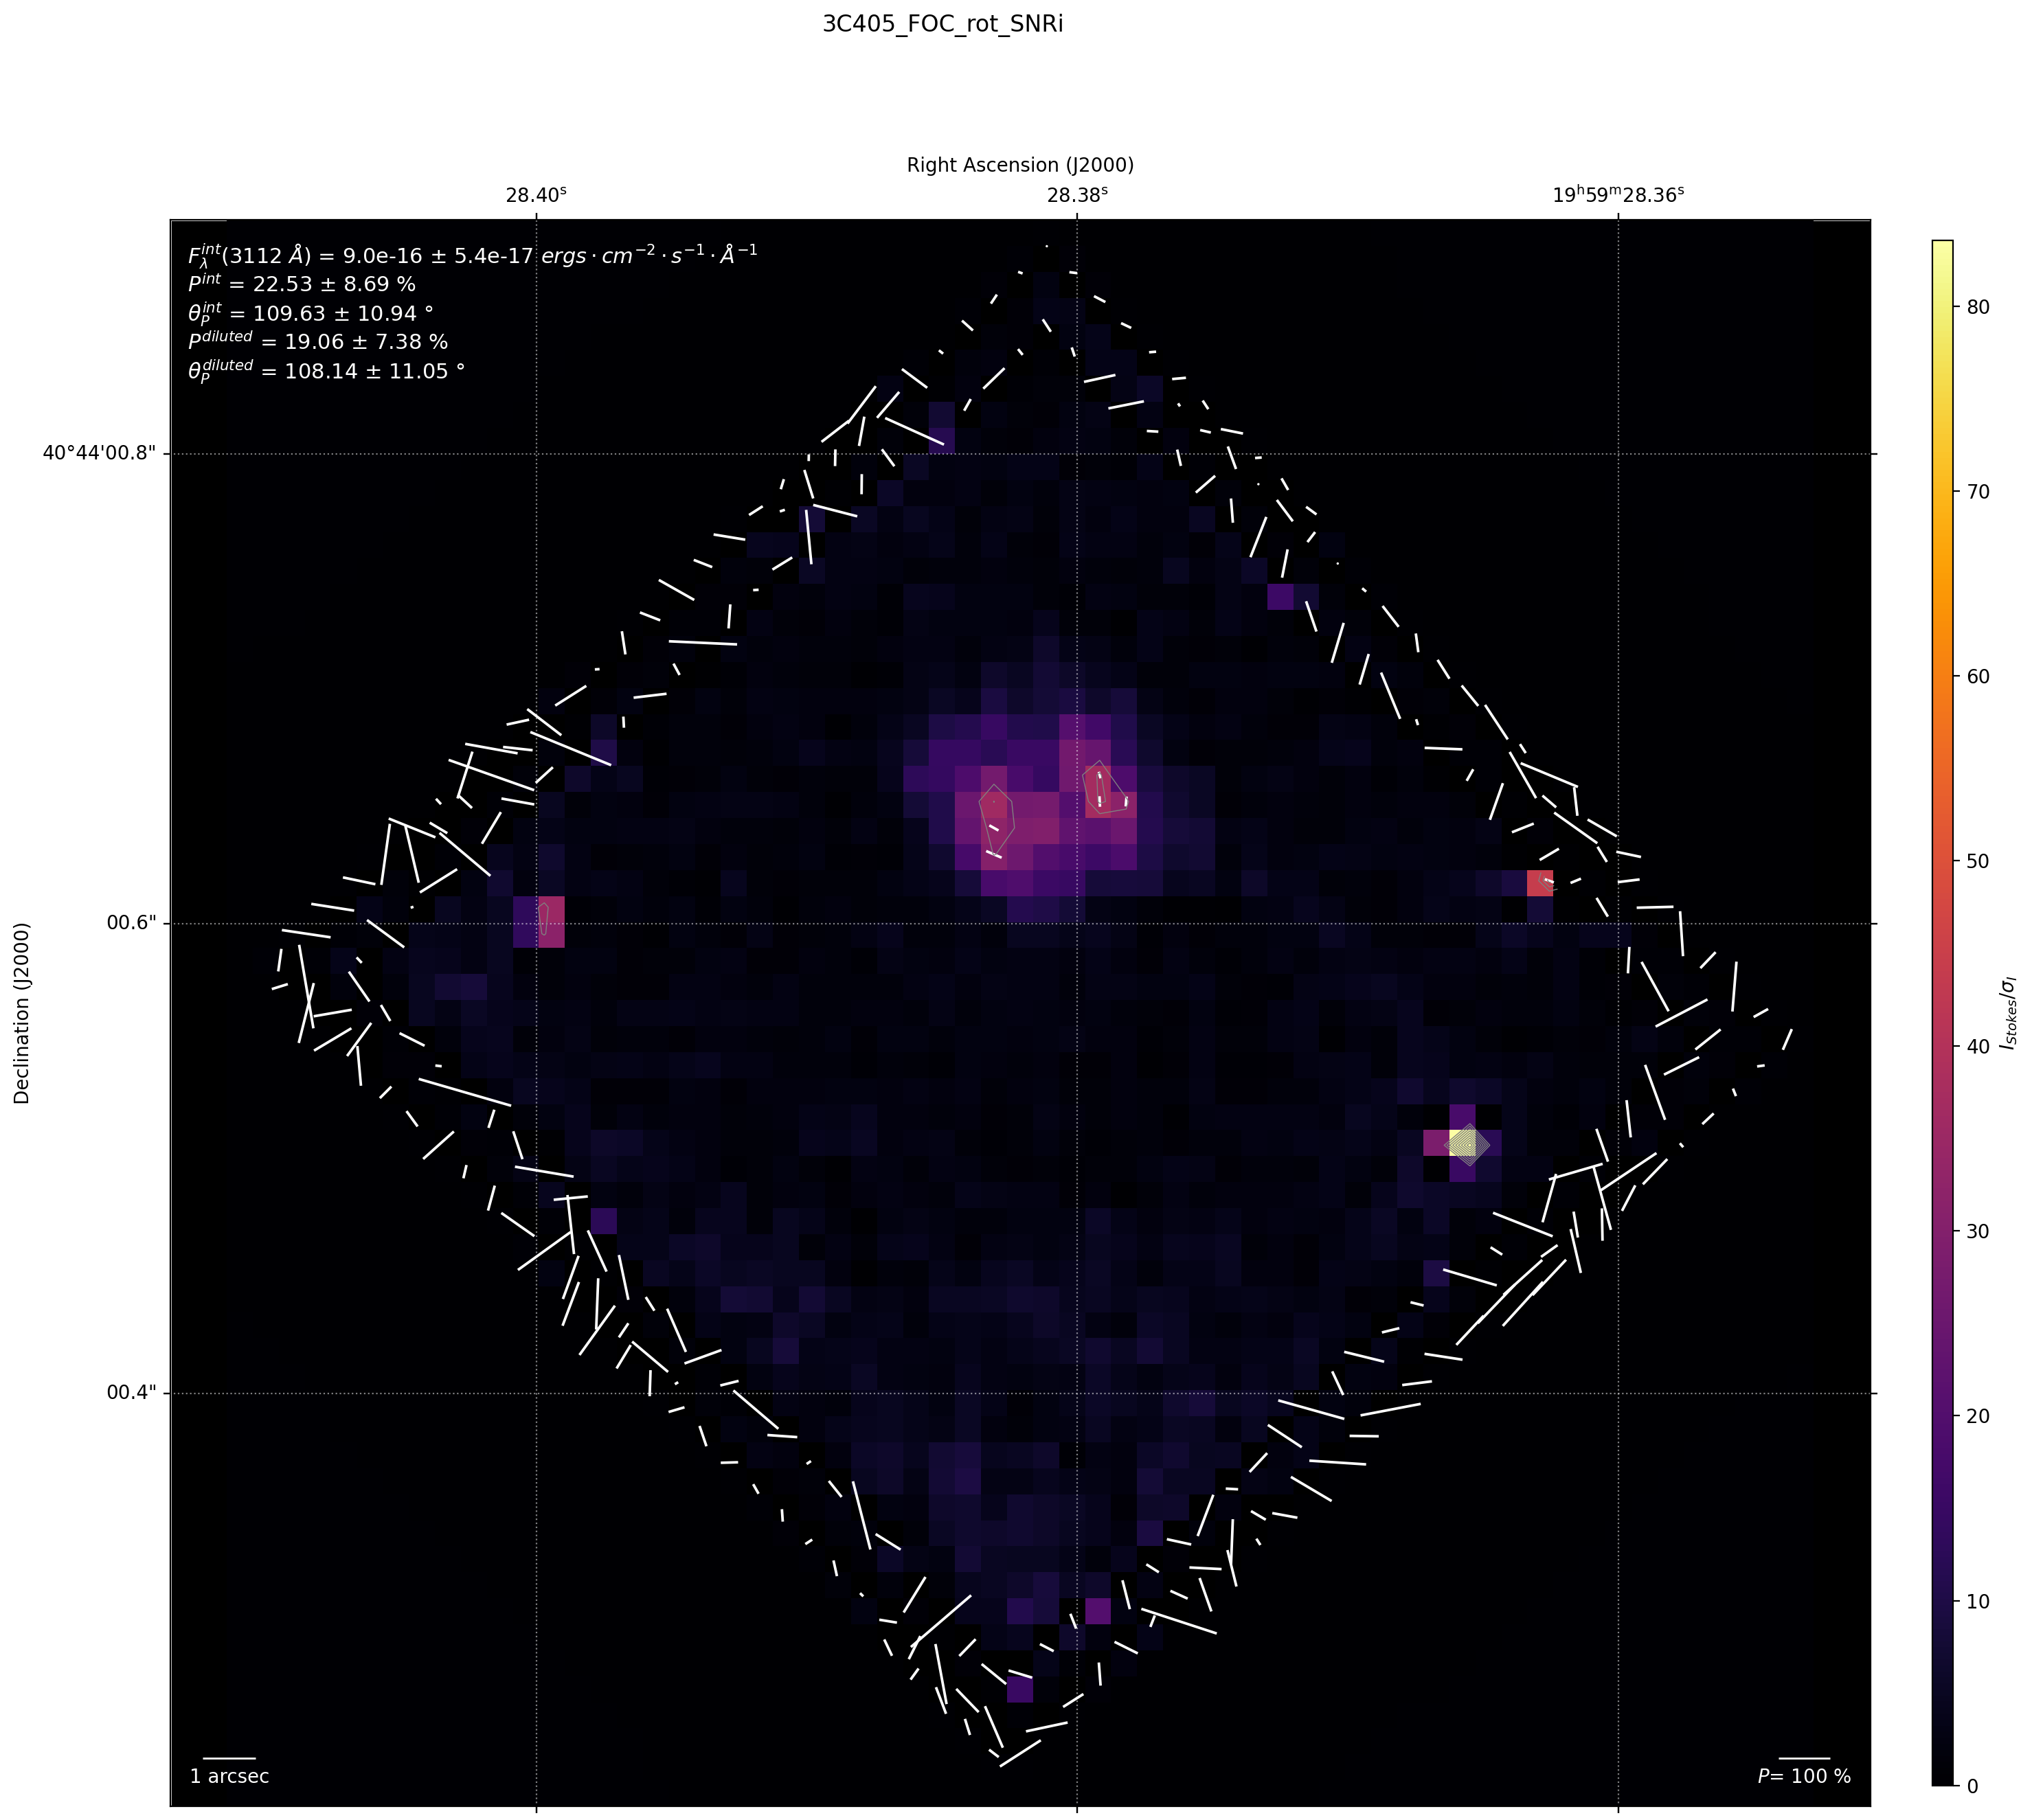 3C405_FOC_rot_SNRi
Right Ascension (J2000)
28.40ˢ 28.38ˢ 19ʰ59ᵐ28.36ˢ
F_λ^int(3112 Å) = 9.0e-16 ± 5.4e-17 ergs · cm⁻² · s⁻¹ · Å⁻¹
P^int = 22.53 ± 8.69 %
θ_P^int = 109.63 ± 10.94 °
P^diluted = 19.06 ± 7.38 %
θ_P^diluted = 108.14 ± 11.05 °
40°44'00.8"
00.6"
00.4"
Declination (J2000)
1 arcsec
P= 100 %
80
70
60
50
40
30
20
10
0
I_Stokes/σ_I